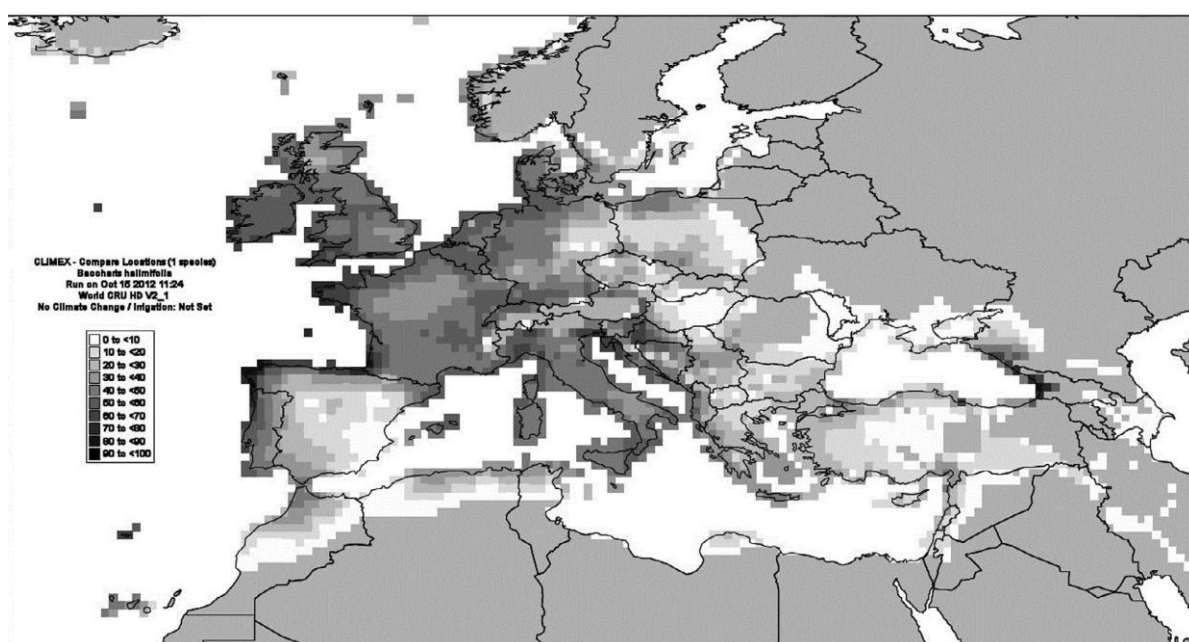 CLIMEX - Compare Locations (1 species)
Baccharis halimifolia
Run on Oct 16 2012 11:24
World CRU HD V2_1
No Climate Change / Irrigation: Not Set
0 to <10
10 to <20
20 to <30
30 to <40
40 to <50
50 to <60
60 to <70
70 to <80
80 to <90
90 to <100